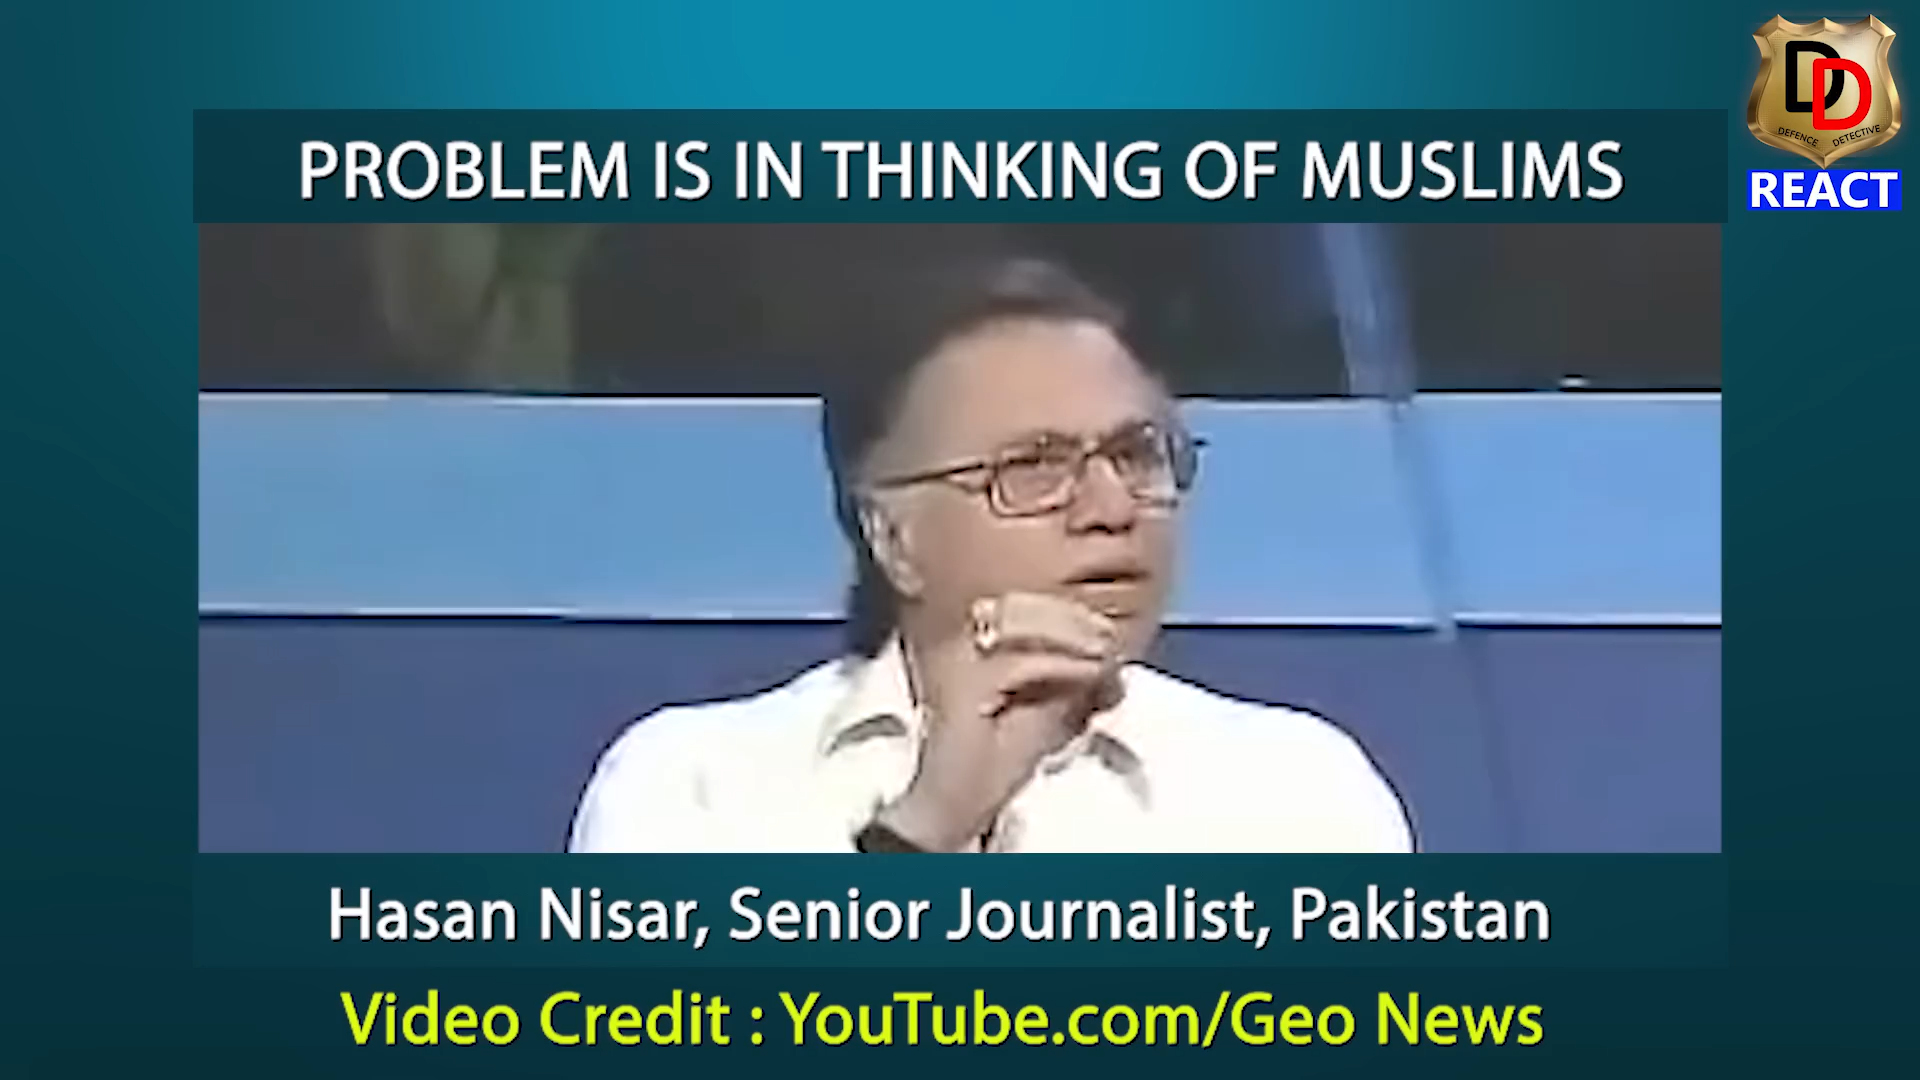 PROBLEM IS IN THINKING OF MUSLIMS
DD
DEFENCE DETECTIVE
REACT
Hasan Nisar, Senior Journalist, Pakistan
Video Credit : YouTube.com/Geo News